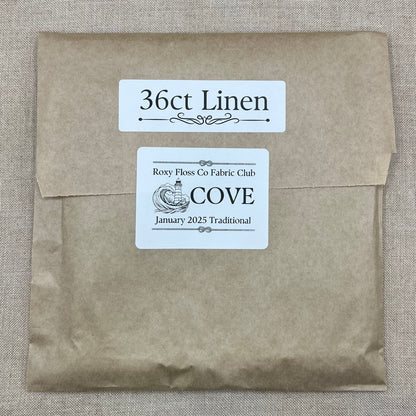 36ct Linen
Roxy Floss Co Fabric Club
COVE
January 2025 Traditional